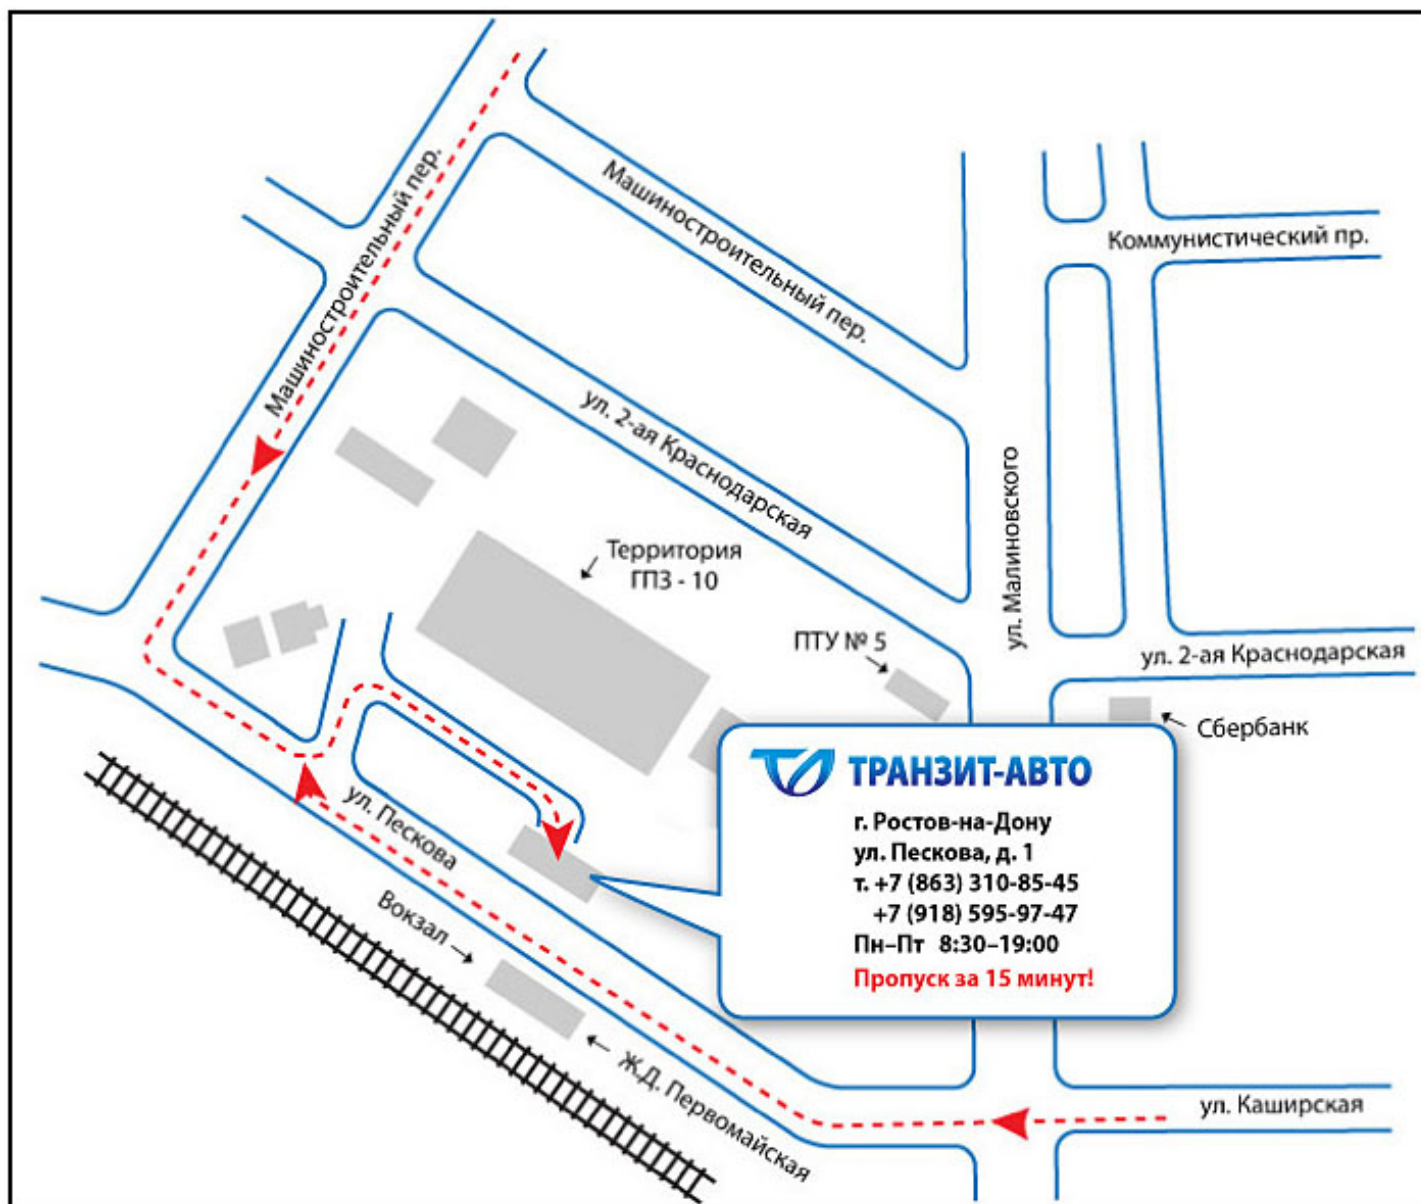 Машиностроительный пер.
Машиностроительный пер.
Коммунистический пр.
ул. 2-ая Краснодарская
ул. Малиновского
Территория
ГПЗ - 10
ПТУ № 5
ул. 2-ая Краснодарская
Сбербанк
ТРАНЗИТ-АВТО
г. Ростов-на-Дону
ул. Пескова, д. 1
т. +7 (863) 310-85-45
+7 (918) 595-97-47
Пн–Пт 8:30–19:00
Пропуск за 15 минут!
ул. Пескова
Вокзал
Ж.Д. Первомайская
ул. Каширская